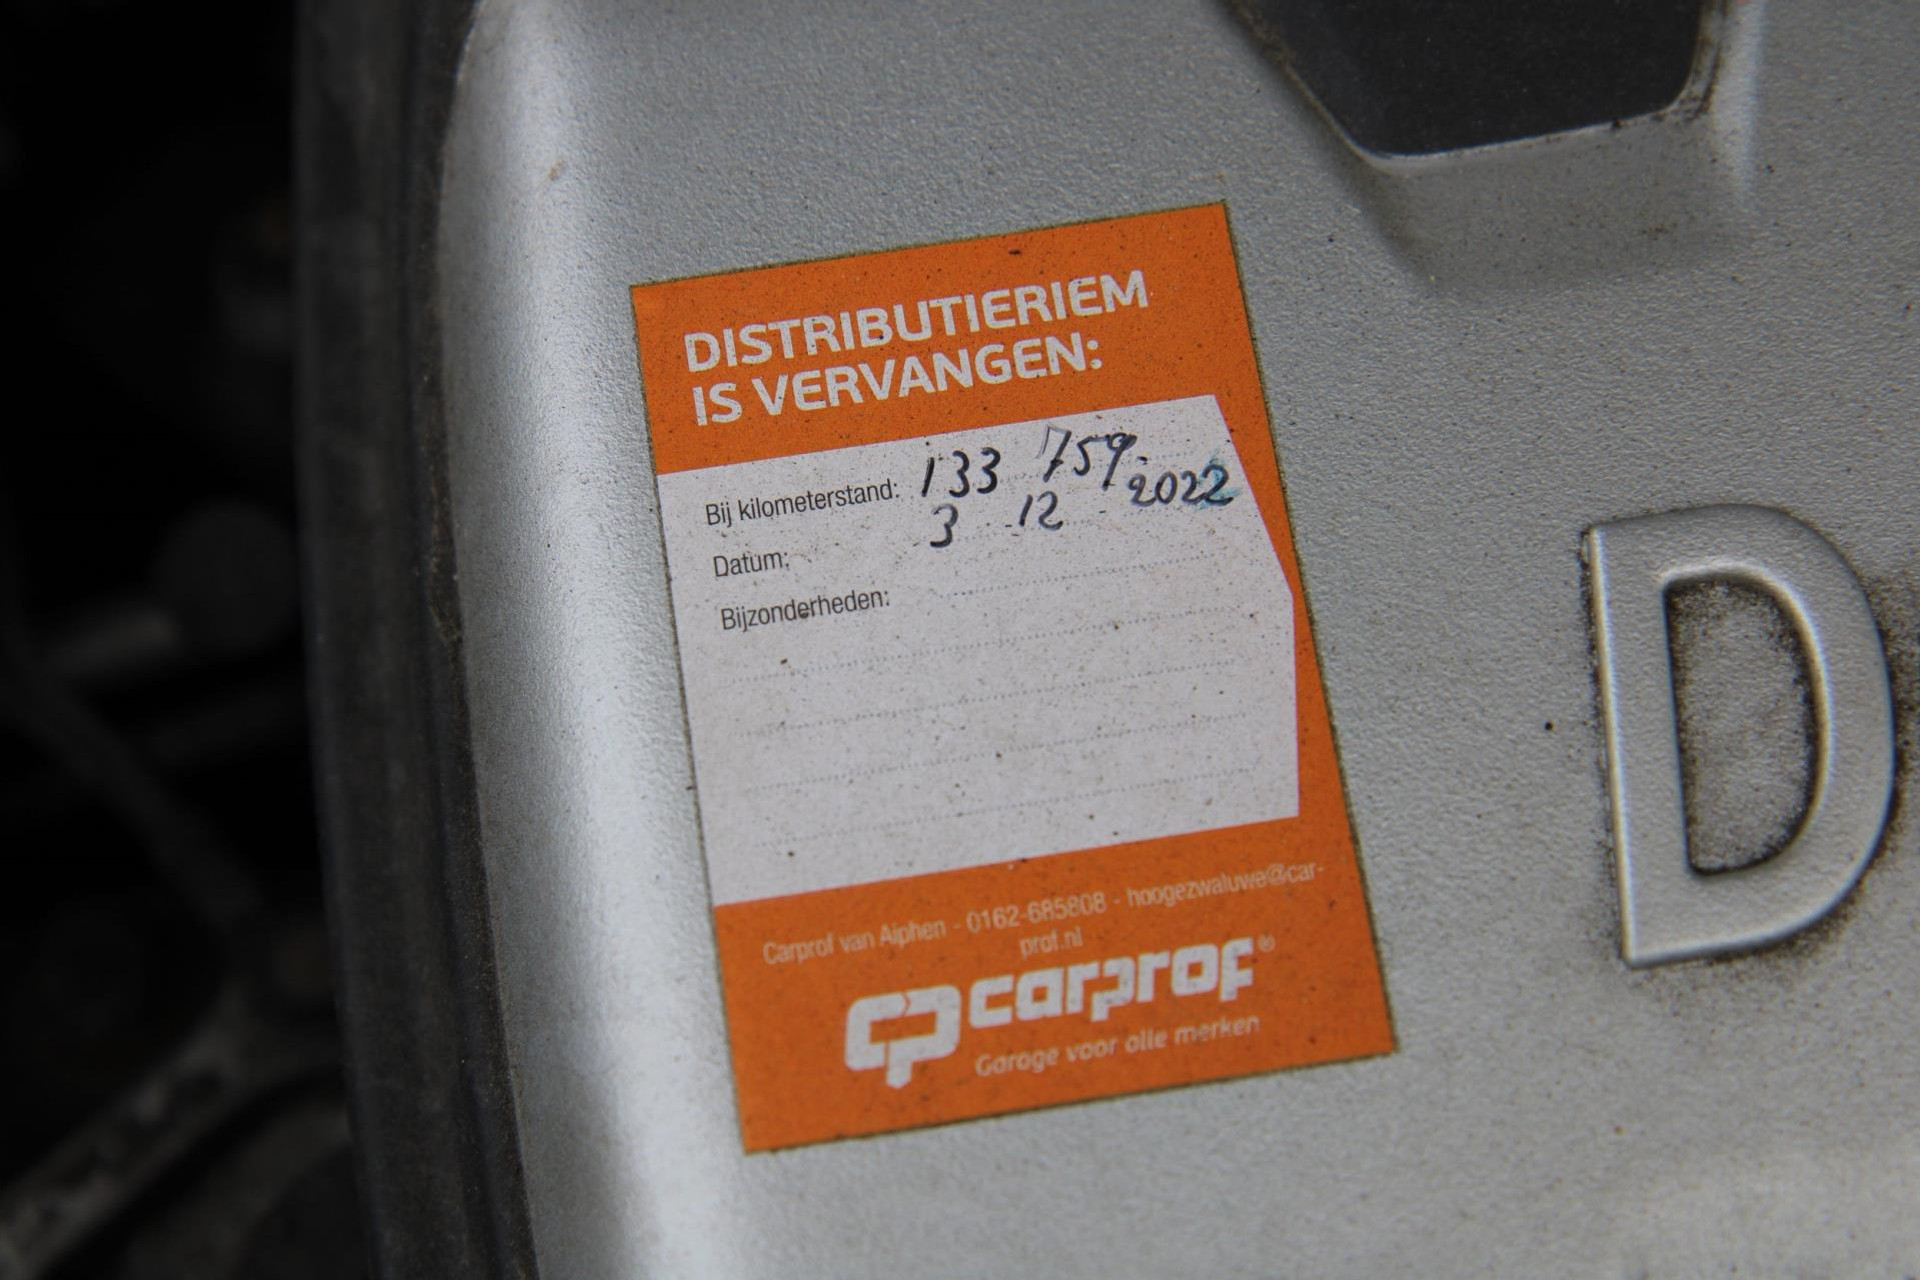 DISTRIBUTIERIEM
IS VERVANGEN:
Bij kilometerstand: 133 759
Datum: 3 12 2022
Bijzonderheden:
Carprof van Alphen - 0162-685808 - hoogezwaluwe@car-
prof.nl
cp carprof®
Garage voor alle merken
D